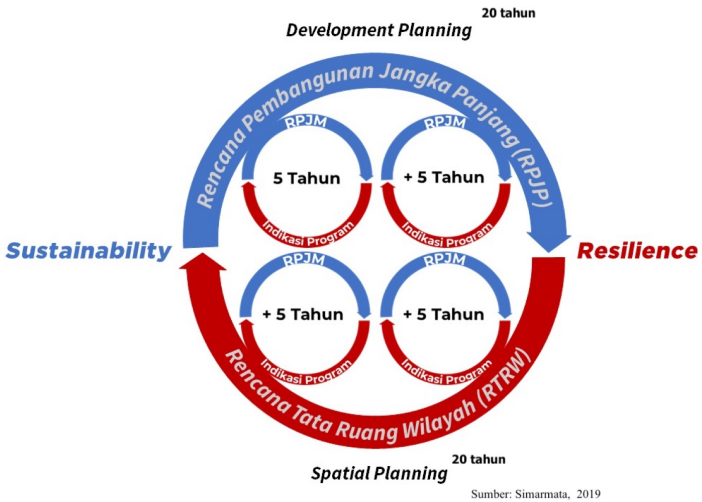 20 tahun
Development Planning
Rencana Pembangunan Jangka Panjang (RPJP)
RPJM
5 Tahun
Indikasi Program
RPJM
+ 5 Tahun
Indikasi Program
Sustainability
Resilience
RPJM
+ 5 Tahun
Indikasi Program
RPJM
+ 5 Tahun
Indikasi Program
Rencana Tata Ruang Wilayah (RTRW)
20 tahun
Spatial Planning
Sumber: Simarmata, 2019